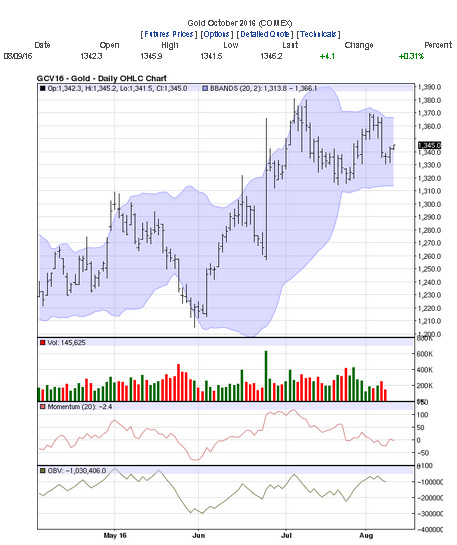 Gold October 2016 (COMEX)
[Futures Prices] [Options] [Detailed Quote] [Technicals]
Date Open High Low Last Change Percent
08/09/16 1342.3 1345.9 1341.5 1346.2 +4.1 +0.31%
GCV16 - Gold - Daily OHLC Chart
Op:1,342.3, Hi:1,345.2, Lo:1,341.5, Cl:1,345.0 BBANDS (20, 2): 1,313.8 – 1,366.1
1,390.0
1,380.0
1,370.0
1,360.0
1,350.0
1,345.0
1,340.0
1,330.0
1,320.0
1,310.0
1,300.0
1,290.0
1,280.0
1,270.0
1,260.0
1,250.0
1,240.0
1,230.0
1,220.0
1,210.0
1,200.0
Vol: 145,625
800K
600K
400K
200K
0K
Momentum (20): −2.4
150
100
50
0
-50
OBV: −1,030,406.0
-100000
-200000
-300000
-400000
May 16 Jun Jul Aug